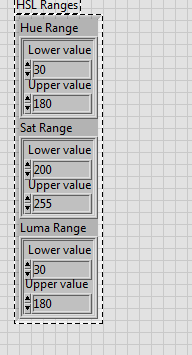 HSL Ranges
Hue Range
Lower value
30
Upper value
180
Sat Range
Lower value
200
Upper value
255
Luma Range
Lower value
30
Upper value
180